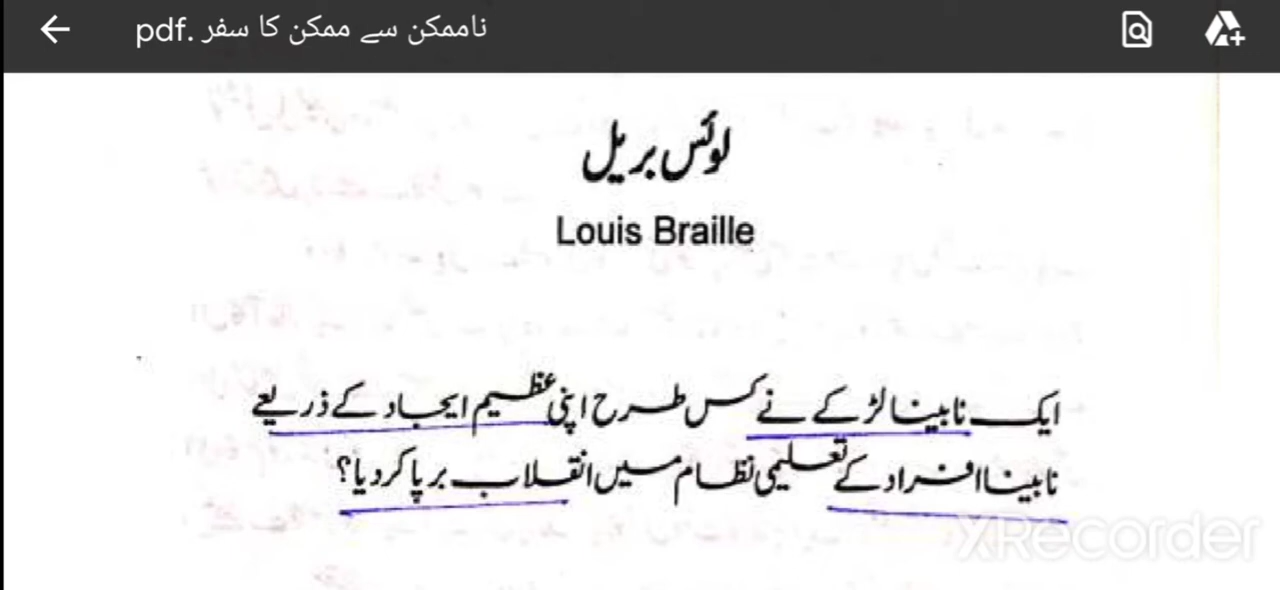 ناممکن سے ممکن کا سفر .pdf
لوئس بریل
Louis Braille
ایک نابینا لڑکے نے کس طرح اپنی عظیم ایجاد کے ذریعے
نابینا افراد کے تعلیمی نظام میں انقلاب برپا کر دیا؟
XRecorder